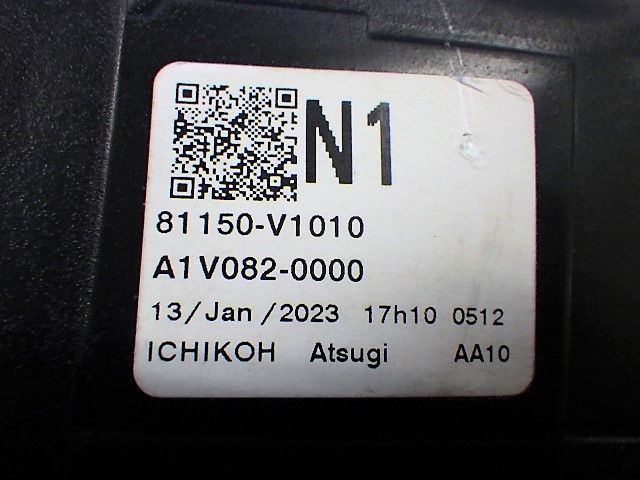 N1
81150-V1010
A1V082-0000
13/Jan/2023 17h10 0512
ICHIKOH Atsugi AA10